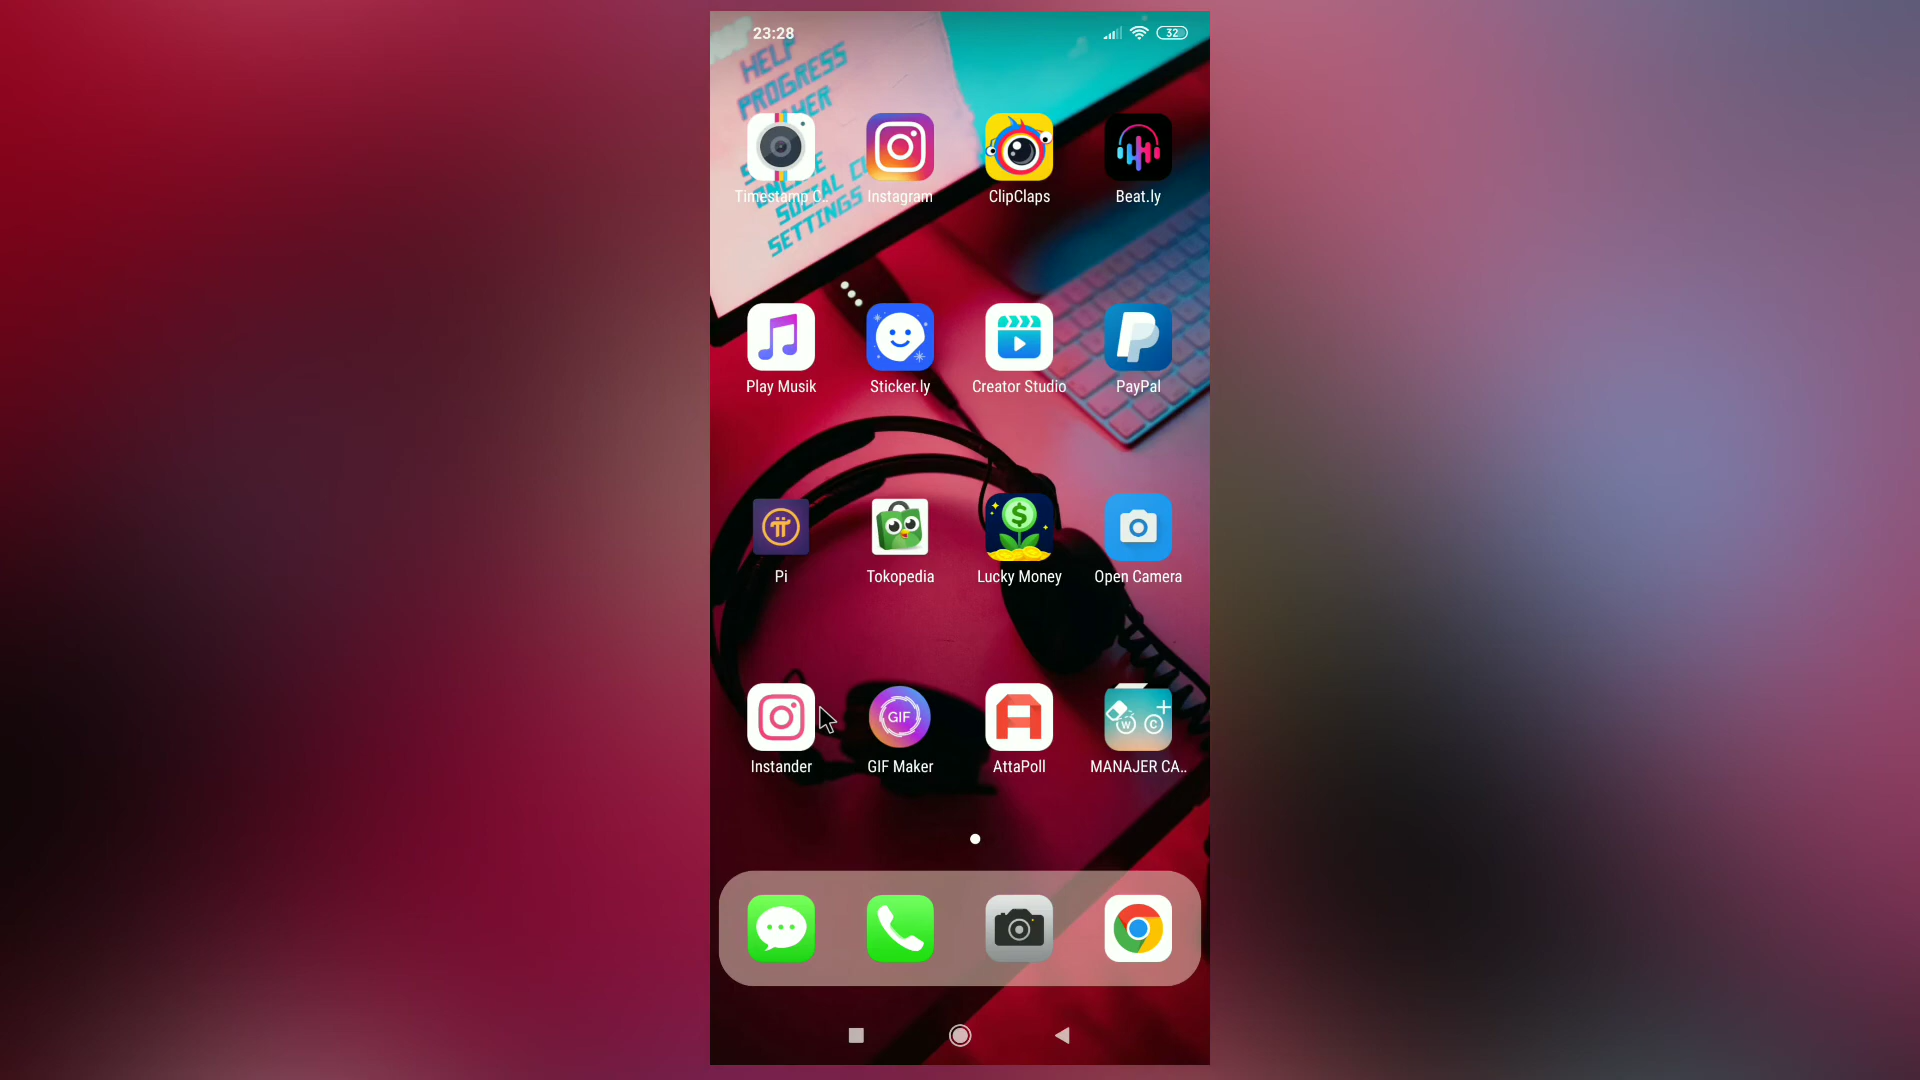 23:28
32
HELP
PROGRESS
SOCIAL
SETTINGS
Timestamp C..
Instagram
ClipClaps
Beat.ly
Play Musik
Sticker.ly
Creator Studio
PayPal
Pi
Tokopedia
Lucky Money
Open Camera
GIF
W
C
Instander
GIF Maker
AttaPoll
MANAJER CA..